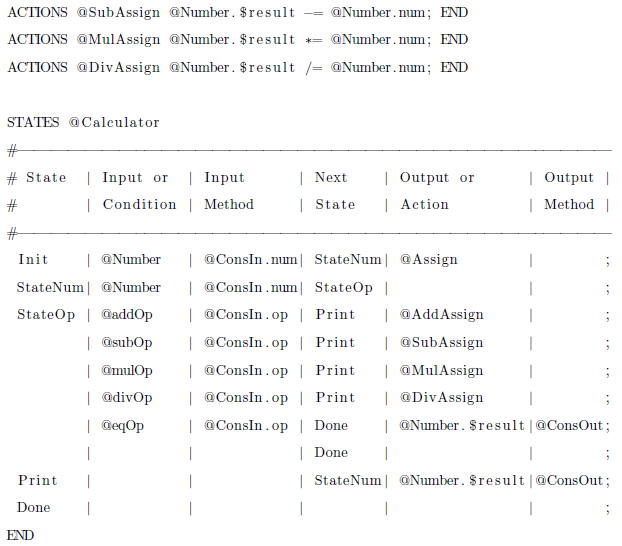 ACTIONS @SubAssign @Number.$result -= @Number.num; END
ACTIONS @MulAssign @Number.$result *= @Number.num; END
ACTIONS @DivAssign @Number.$result /= @Number.num; END
STATES @Calculator
#
# State | Input or | Input | Next | Output or | Output |
# | Condition | Method | State | Action | Method |
#
Init | @Number | @ConsIn.num| StateNum| @Assign | ;
StateNum| @Number | @ConsIn.num| StateOp | | ;
StateOp | @addOp | @ConsIn.op | Print | @AddAssign | ;
| @subOp | @ConsIn.op | Print | @SubAssign | ;
| @mulOp | @ConsIn.op | Print | @MulAssign | ;
| @divOp | @ConsIn.op | Print | @DivAssign | ;
| @eqOp | @ConsIn.op | Done | @Number.$result|@ConsOut;
| | | Done | | ;
Print | | | StateNum| @Number.$result|@ConsOut;
Done | | | | | ;
END